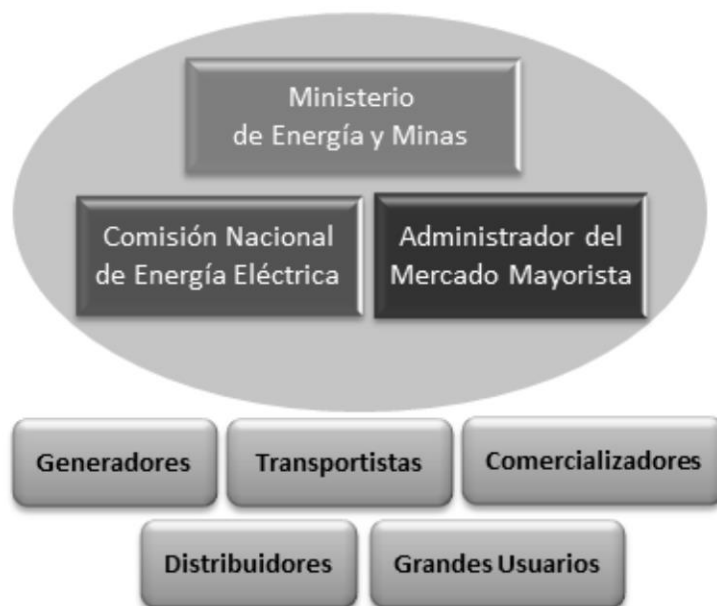 Ministerio
de Energía y Minas
Comisión Nacional
de Energía Eléctrica
Administrador del
Mercado Mayorista
Generadores
Transportistas
Comercializadores
Distribuidores
Grandes Usuarios